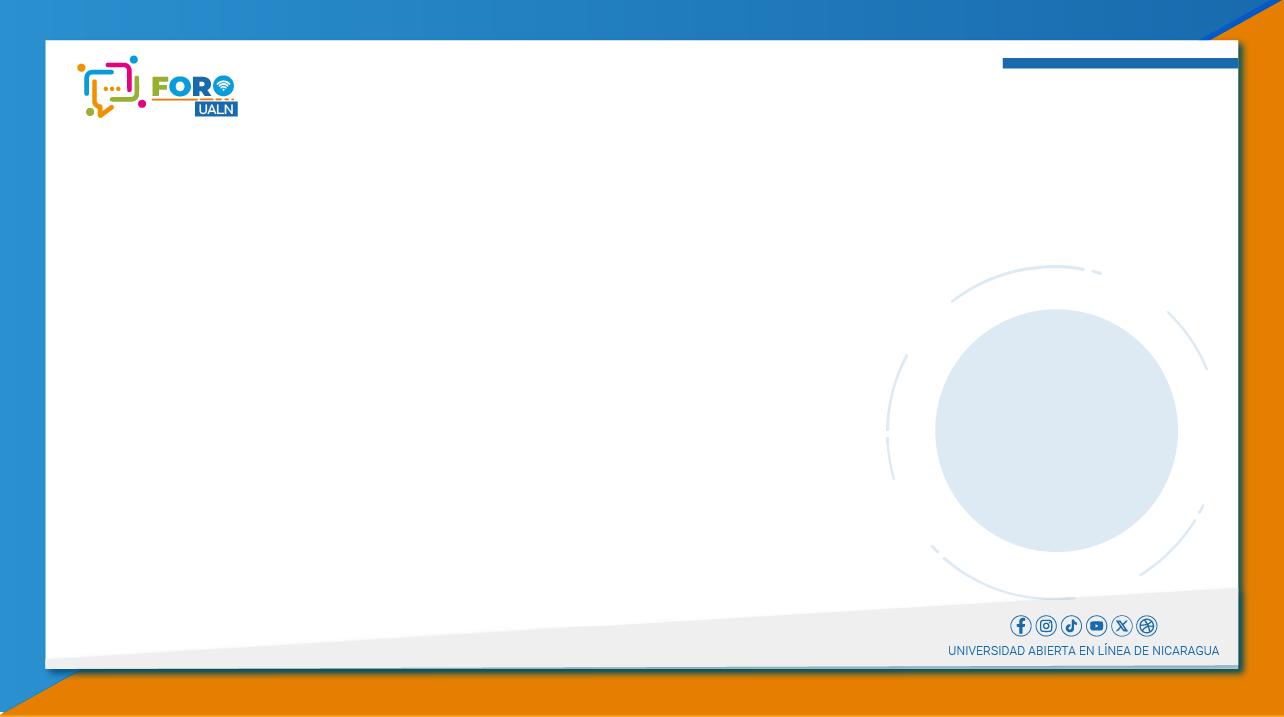 FORO
UALN
UNIVERSIDAD ABIERTA EN LÍNEA DE NICARAGUA